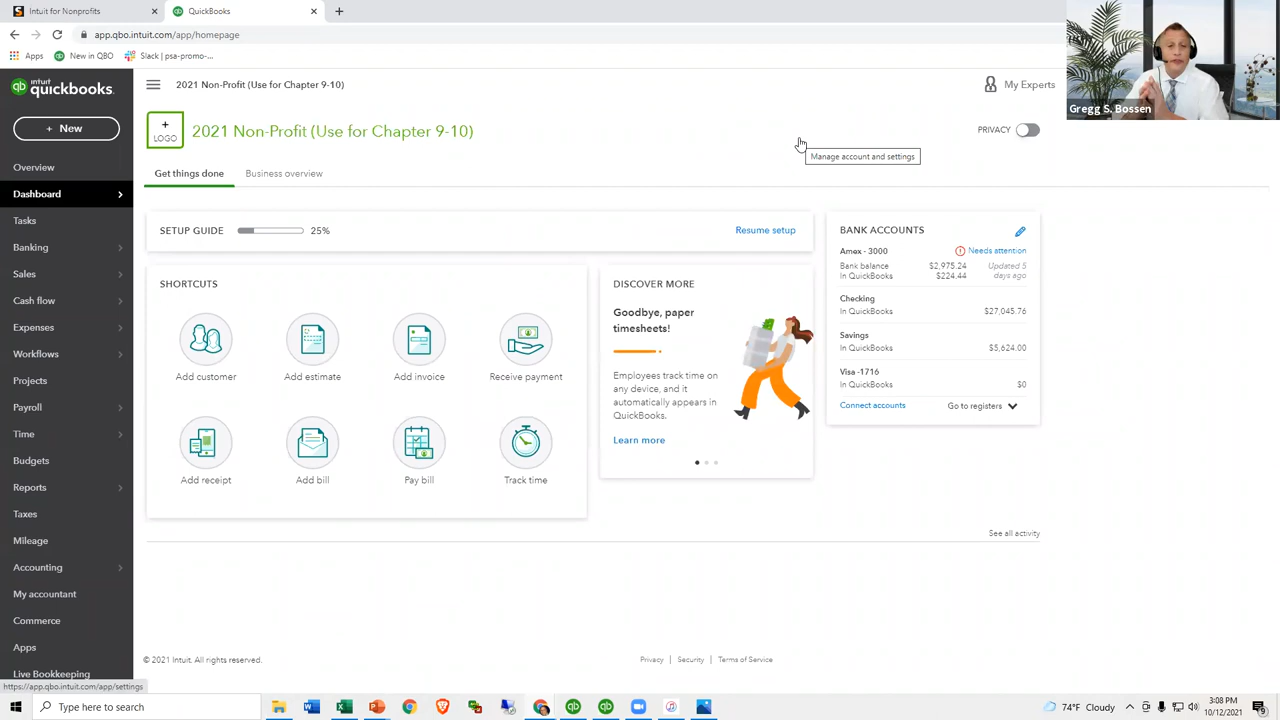 Intuit for Nonprofits
QuickBooks
app.qbo.intuit.com/app/homepage
Apps
New in QBO
Slack | psa-promo-...
Gregg S. Bossen
intuit
quickbooks.
2021 Non-Profit (Use for Chapter 9-10)
My Experts
+ New
+
LOGO
2021 Non-Profit (Use for Chapter 9-10)
PRIVACY
Manage account and settings
Get things done
Business overview
Overview
Dashboard
Tasks
Banking
Sales
Cash flow
Expenses
Workflows
Projects
Payroll
Time
Budgets
Reports
Taxes
Mileage
Accounting
My accountant
Commerce
Apps
Live Bookkeeping
SETUP GUIDE
25%
Resume setup
SHORTCUTS
Add customer
Add estimate
Add invoice
Receive payment
Add receipt
Add bill
Pay bill
Track time
DISCOVER MORE
Goodbye, paper
timesheets!
Employees track time on
any device, and it
automatically appears in
QuickBooks.
Learn more
BANK ACCOUNTS
Amex - 3000
Needs attention
Bank balance $2,975.24 Updated 5
In QuickBooks $224.44 days ago
Checking
In QuickBooks $27,045.76
Savings
In QuickBooks $5,624.00
Visa -1716
In QuickBooks $0
Connect accounts
Go to registers
See all activity
© 2021 Intuit. All rights reserved.
Privacy | Security | Terms of Service
https://app.qbo.intuit.com/app/settings
Type here to search
74°F Cloudy
3:08 PM
10/12/2021